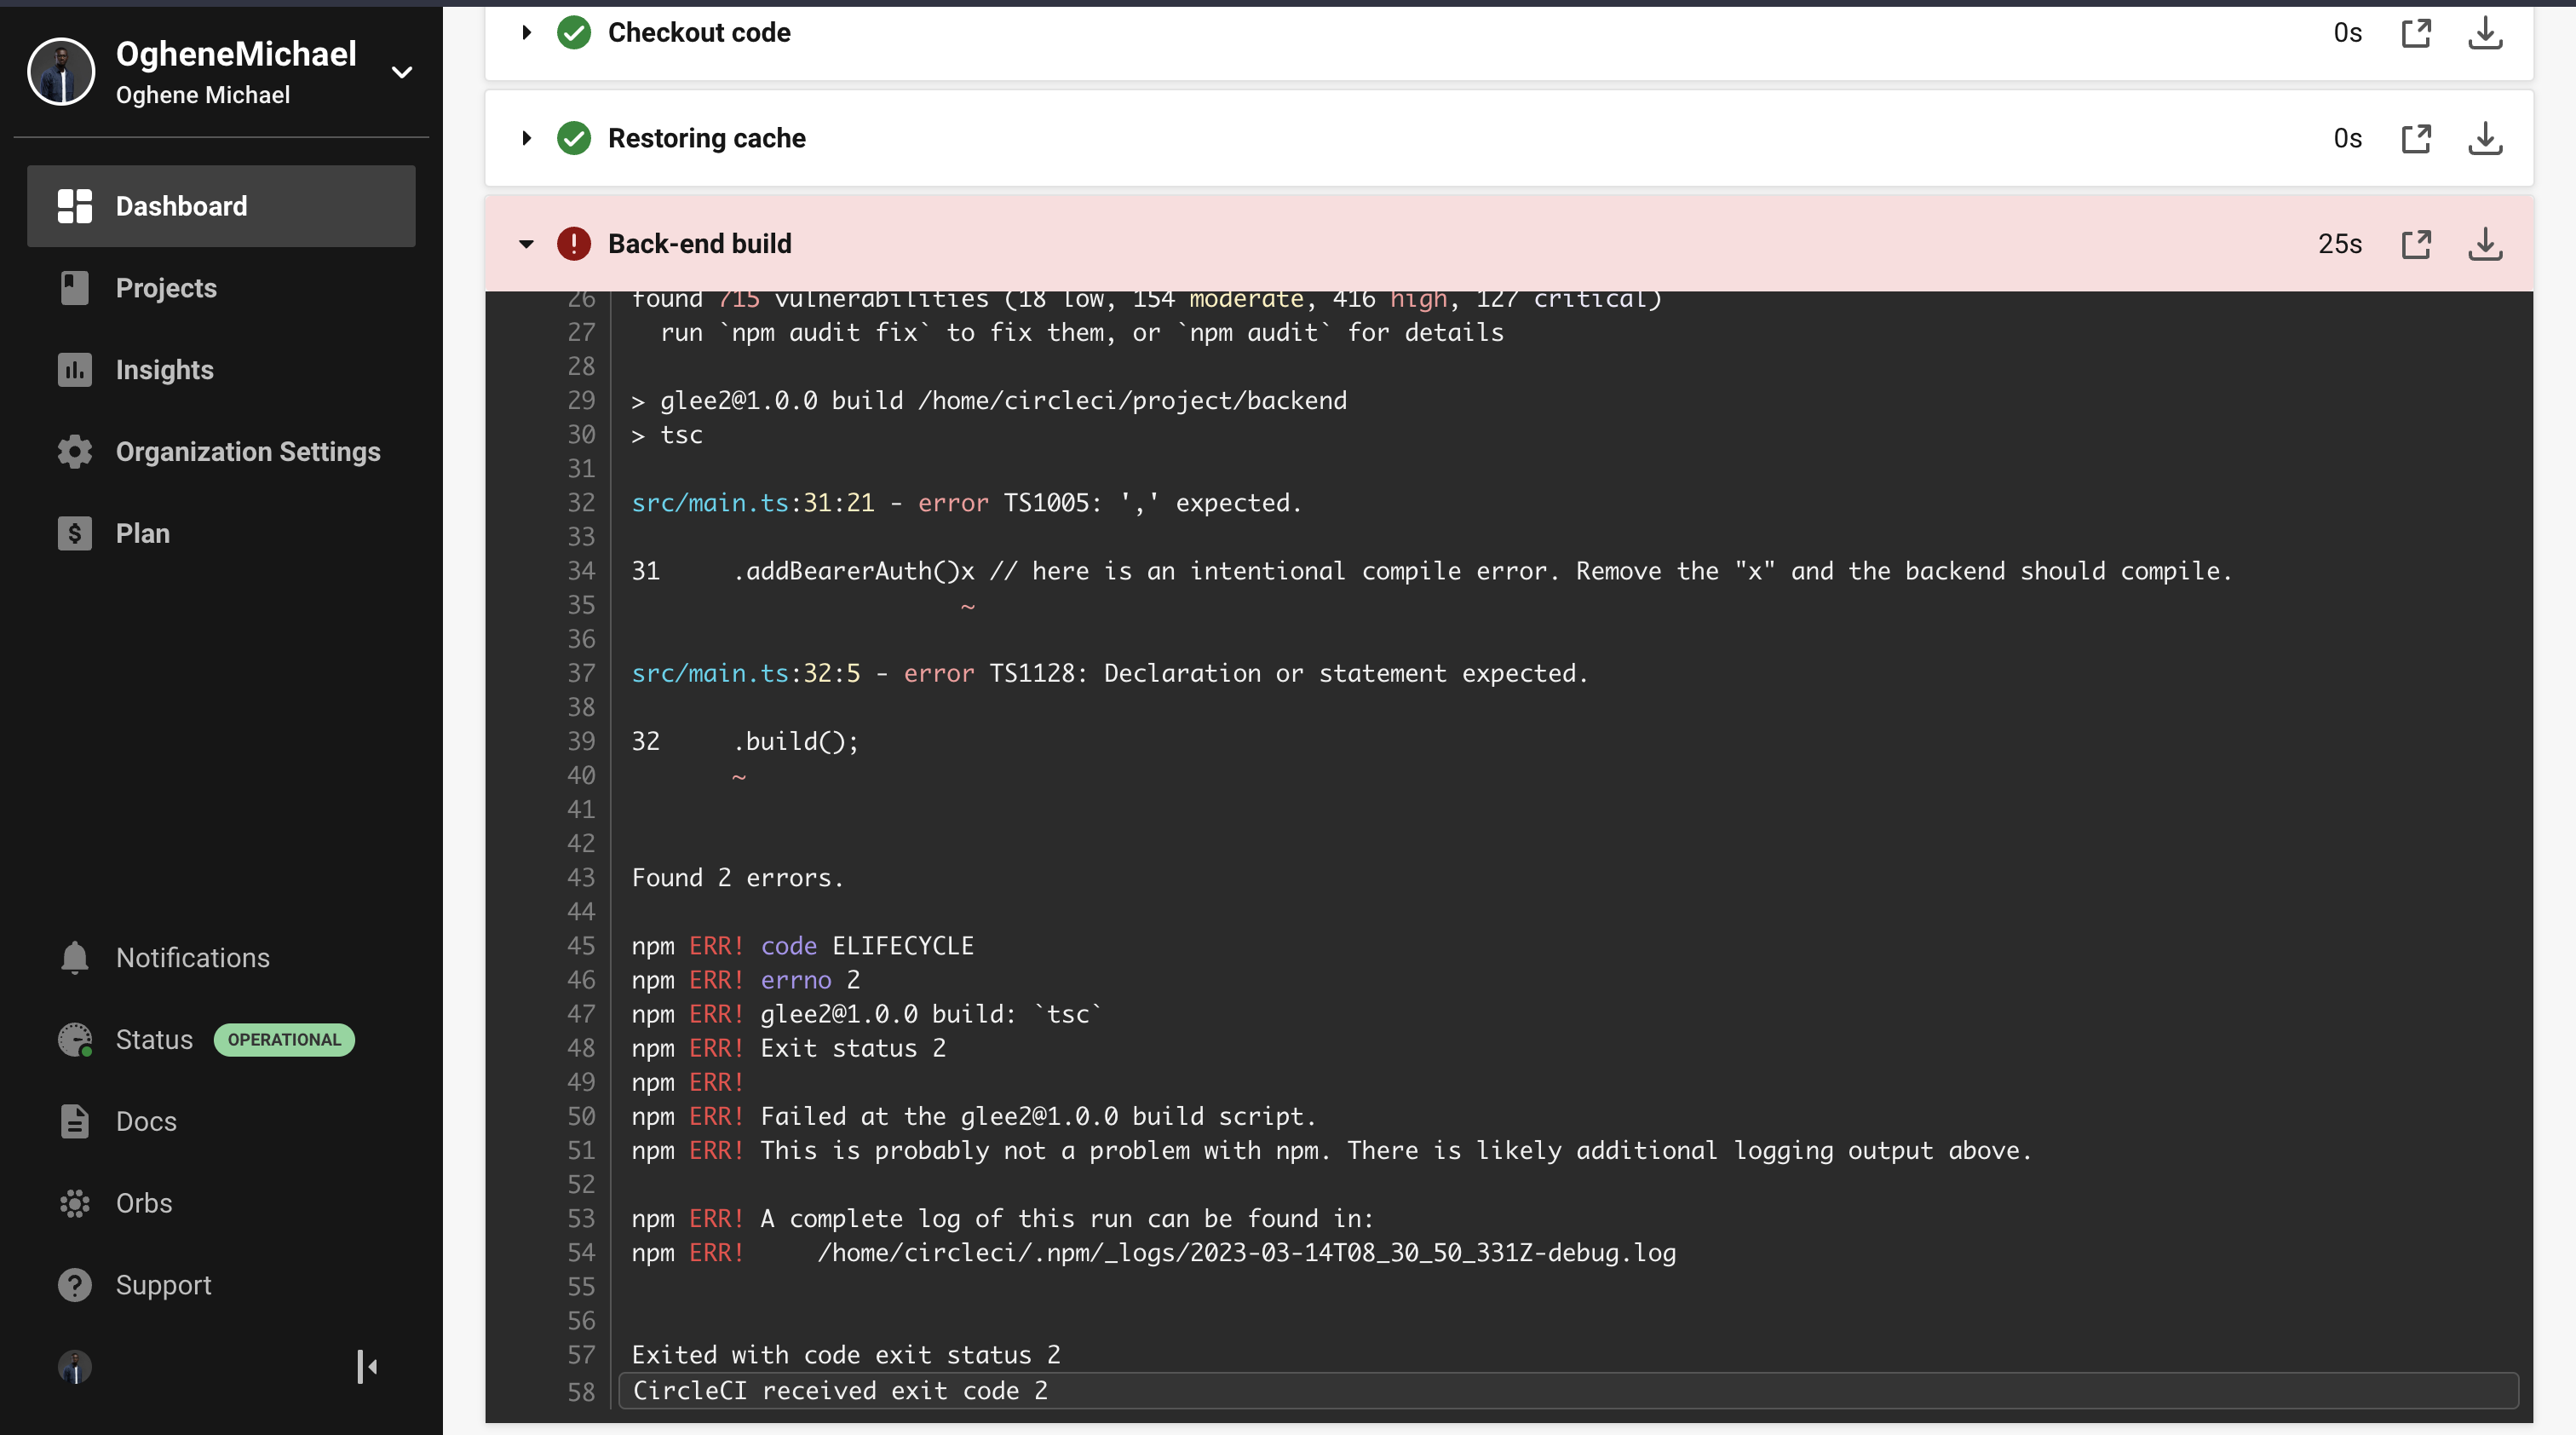 OgheneMichael
Oghene Michael
Dashboard
Projects
Insights
Organization Settings
Plan
Notifications
Status OPERATIONAL
Docs
Orbs
Support
Checkout code 0s
Restoring cache 0s
Back-end build 25s
26 found 715 vulnerabilities (18 low, 154 moderate, 416 high, 127 critical)
27 run `npm audit fix` to fix them, or `npm audit` for details
28
29 > glee2@1.0.0 build /home/circleci/project/backend
30 > tsc
31
32 src/main.ts:31:21 - error TS1005: ',' expected.
33
34 31 .addBearerAuth()x // here is an intentional compile error. Remove the "x" and the backend should compile.
35 ~
36
37 src/main.ts:32:5 - error TS1128: Declaration or statement expected.
38
39 32 .build();
40 ~
41
42
43 Found 2 errors.
44
45 npm ERR! code ELIFECYCLE
46 npm ERR! errno 2
47 npm ERR! glee2@1.0.0 build: `tsc`
48 npm ERR! Exit status 2
49 npm ERR!
50 npm ERR! Failed at the glee2@1.0.0 build script.
51 npm ERR! This is probably not a problem with npm. There is likely additional logging output above.
52
53 npm ERR! A complete log of this run can be found in:
54 npm ERR! /home/circleci/.npm/_logs/2023-03-14T08_30_50_331Z-debug.log
55
56
57 Exited with code exit status 2
58 CircleCI received exit code 2